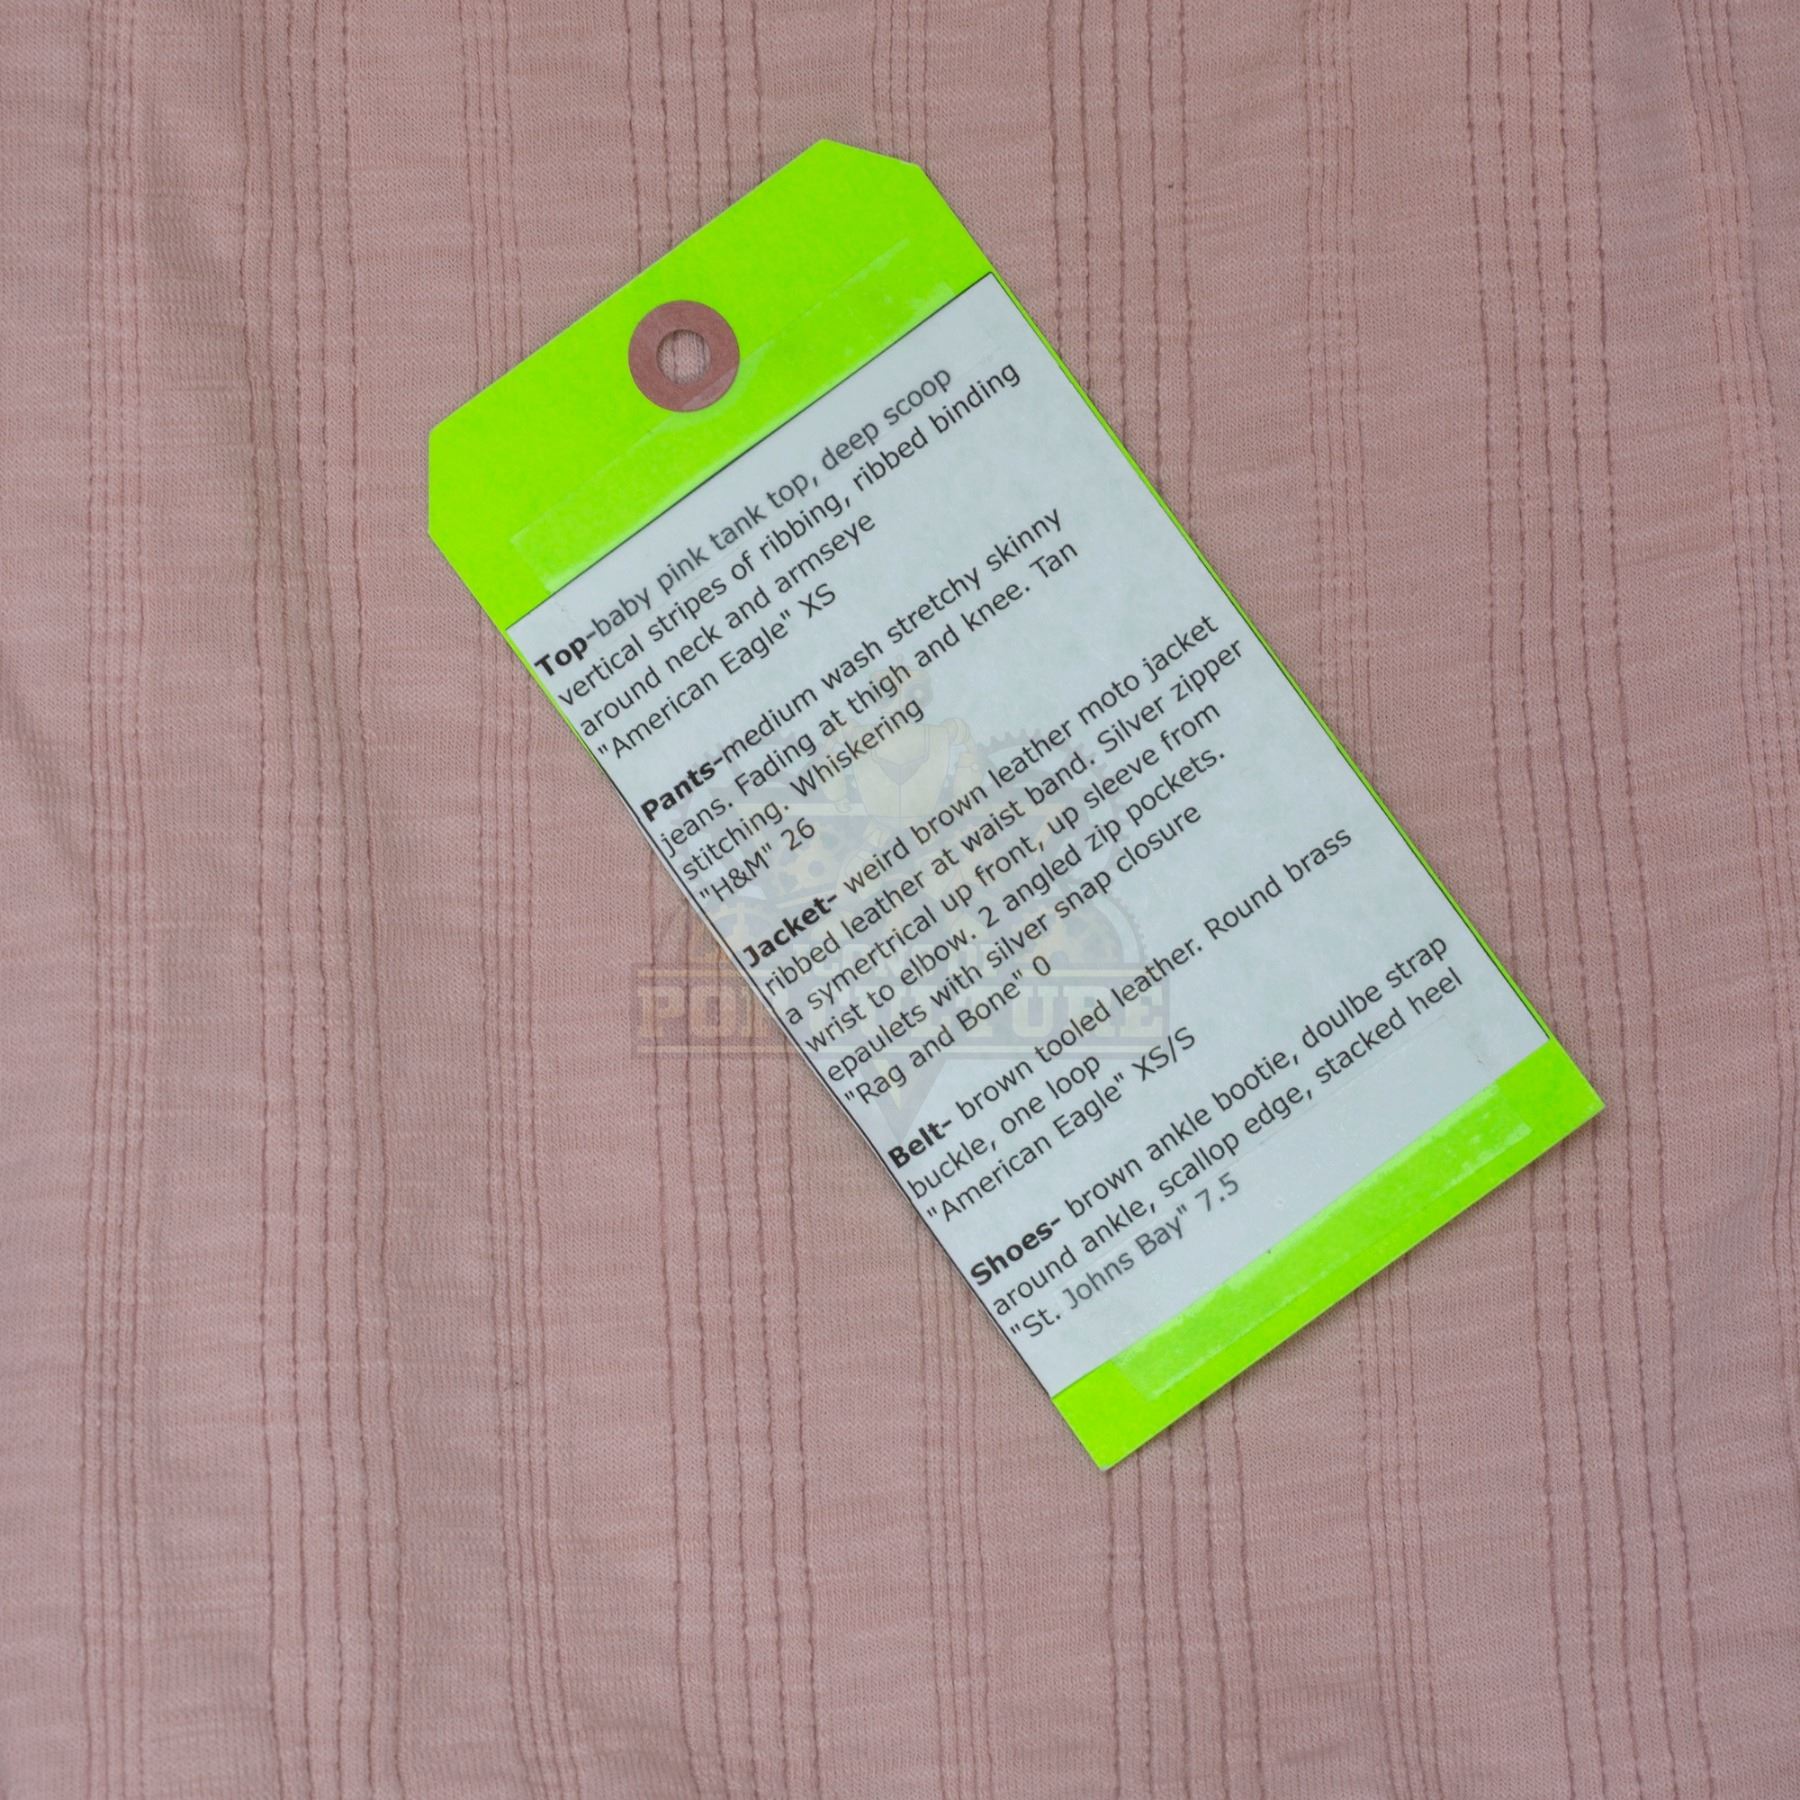 Top-baby pink tank top, deep scoop
vertical stripes of ribbing, ribbed binding
around neck and armseye
"American Eagle" XS
Pants-medium wash stretchy skinny
jeans. Fading at thigh and knee. Tan
stitching. Whiskering
"H&M" 26
Jacket- weird brown leather moto jacket
ribbed leather at waist band. Silver zipper
a symertrical up front, up sleeve from
wrist to elbow. 2 angled zip pockets.
epaulets with silver snap closure
"Rag and Bone" 0
Belt- brown tooled leather. Round brass
buckle, one loop
"American Eagle" XS/S
Shoes- brown ankle bootie, doulbe strap
around ankle, scallop edge, stacked heel
"St. Johns Bay" 7.5
POP CULTURE